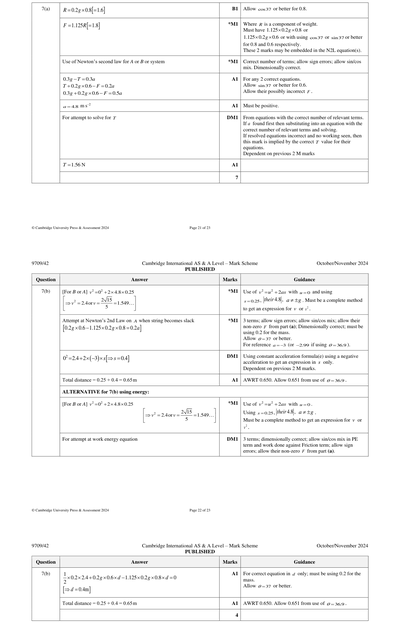 7(a)
R = 0.2g×0.8[=1.6]
B1
Allow cos 37 or better for 0.8.
F = 1.125R[=1.8]
*M1
Where R is a component of weight.
Must have 1.125×0.2g×0.8 or
1.125×0.2g×0.6 or with using cos 37 or sin 37 or better
for 0.8 and 0.6 respectively.
These 2 marks may be embedded in the N2L equation(s).
Use of Newton's second law for A or B or system
*M1
Correct number of terms; allow sign errors; allow sin/cos
mix. Dimensionally correct.
0.3g − T = 0.3a
T + 0.2g×0.6 − F = 0.2a
0.3g + 0.2g×0.6 − F = 0.5a
A1
For any 2 correct equations.
Allow sin 37 or better for 0.6.
Allow their possibly incorrect F.
a = 4.8 m s⁻²
A1
Must be positive.
For attempt to solve for T
DM1
From equations with the correct number of relevant terms.
If a found first then substituting into an equation with the
correct number of relevant terms and solving.
If resolved equations incorrect and no working seen, then
this mark is implied by the correct T value for their
equations.
Dependent on previous 2 M marks
T = 1.56 N
A1
7
© Cambridge University Press & Assessment 2024
Page 21 of 23
9709/42
Cambridge International AS & A Level – Mark Scheme
PUBLISHED
October/November 2024
Question
Answer
Marks
Guidance
7(b)
[For B or A] v² = 0² + 2×4.8×0.25
[⇒ v² = 2.4 or v = 2√15/5 = 1.549…]
*M1
Use of v² = u² + 2as with u = 0 and using
s = 0.25, |their 4.8|, a ≠ ±g. Must be a complete method
to get an expression for v or v².
Attempt at Newton's 2nd Law on A when string becomes slack
[0.2g×0.6 − 1.125×0.2g×0.8 = 0.2a]
*M1
3 terms; allow sign errors; allow sin/cos mix; allow their
non-zero F from part (a); Dimensionally correct; must be
using 0.2 for the mass.
Allow α = 37 or better.
For reference a = −3 (or −2.99 if using α = 36.9).
0² = 2.4 + 2×(−3)×s[⇒ s = 0.4]
DM1
Using constant acceleration formula(e) using a negative
acceleration to get an expression in s only.
Dependent on previous 2 M marks.
Total distance = 0.25 + 0.4 = 0.65 m
A1
AWRT 0.650. Allow 0.651 from use of α = 36.9.
ALTERNATIVE for 7(b) using energy:
[For B or A] v² = 0² + 2×4.8×0.25
[⇒ v² = 2.4 or v = 2√15/5 = 1.549…]
*M1
Use of v² = u² + 2as with u = 0.
Using s = 0.25, |their 4.8|, a ≠ ±g.
Must be a complete method to get an expression for v or
v².
For attempt at work energy equation
DM1
3 terms; dimensionally correct; allow sin/cos mix in PE
term and work done against Friction term; allow sign
errors; allow their non-zero F from part (a).
© Cambridge University Press & Assessment 2024
Page 22 of 23
9709/42
Cambridge International AS & A Level – Mark Scheme
PUBLISHED
October/November 2024
Question
Answer
Marks
Guidance
7(b)
1/2 ×0.2×2.4 + 0.2g×0.6×d − 1.125×0.2g×0.8×d = 0
[⇒ d = 0.4m]
A1
For correct equation in d only; must be using 0.2 for the
mass.
Allow α = 37 or better.
Total distance = 0.25 + 0.4 = 0.65 m
A1
AWRT 0.650. Allow 0.651 from use of α = 36.9.
4